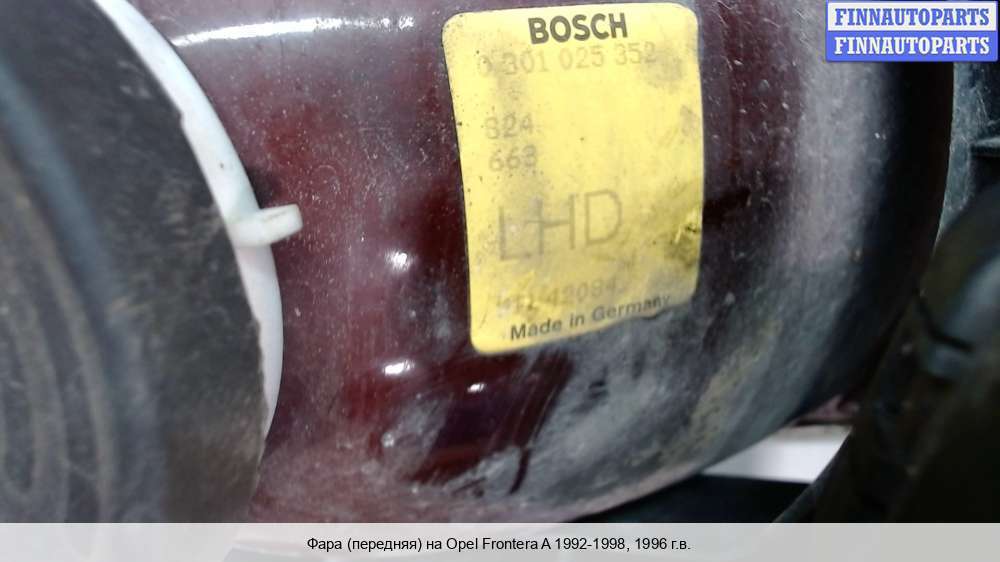 FINNAUTOPARTS
FINNAUTOPARTS
BOSCH
0 301 025 352
324
663
LHD
Made in Germany
Фара (передняя) на Opel Frontera A 1992-1998, 1996 г.в.